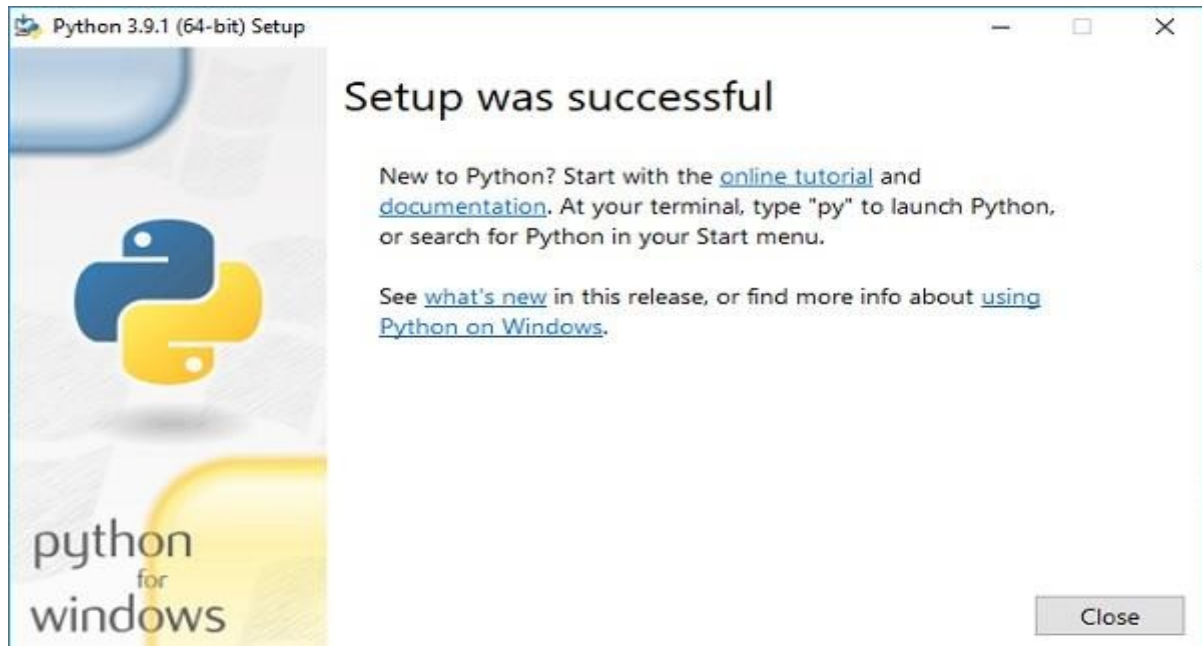 Python 3.9.1 (64-bit) Setup
Setup was successful
New to Python? Start with the online tutorial and
documentation. At your terminal, type "py" to launch Python,
or search for Python in your Start menu.
See what's new in this release, or find more info about using
Python on Windows.
python
for
windows
Close